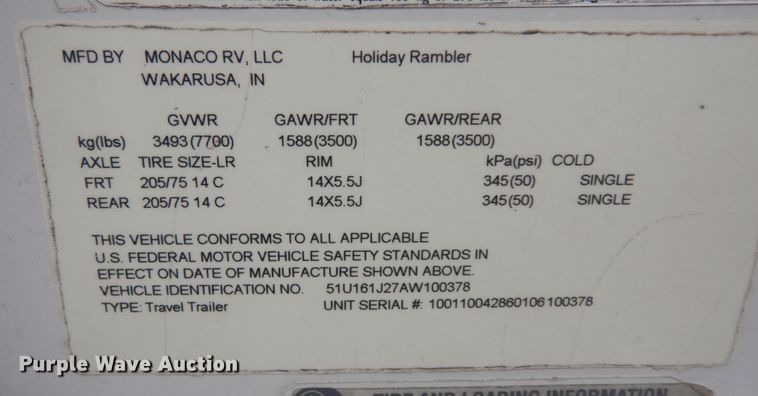 MFD BY MONACO RV, LLC Holiday Rambler
WAKARUSA, IN
GVWR GAWR/FRT GAWR/REAR
kg(lbs) 3493(7700) 1588(3500) 1588(3500)
AXLE TIRE SIZE-LR RIM kPa(psi) COLD
FRT 205/75 14 C 14X5.5J 345(50) SINGLE
REAR 205/75 14 C 14X5.5J 345(50) SINGLE
THIS VEHICLE CONFORMS TO ALL APPLICABLE
U.S. FEDERAL MOTOR VEHICLE SAFETY STANDARDS IN
EFFECT ON DATE OF MANUFACTURE SHOWN ABOVE.
VEHICLE IDENTIFICATION NO. 51U161J27AW100378
TYPE: Travel Trailer UNIT SERIAL #: 100110042860106100378
Purple Wave Auction
TIRE AND LOADING INFORMATION